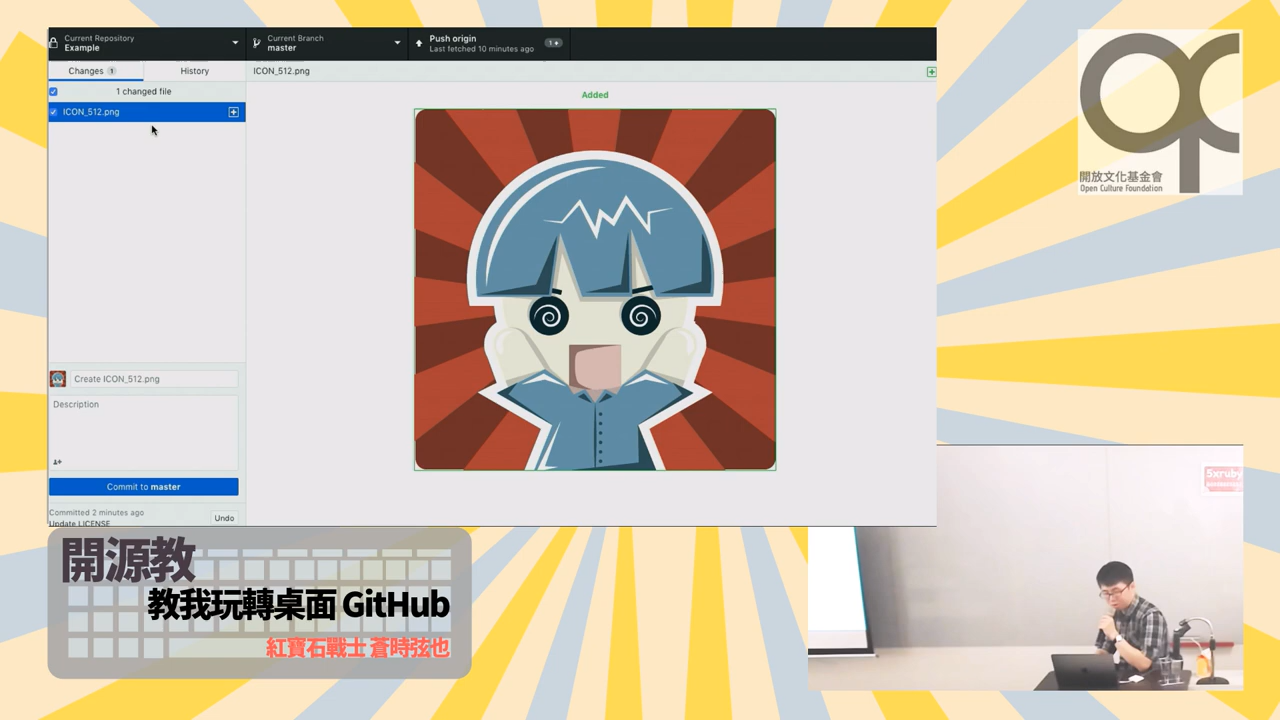 Current Repository
Example
Current Branch
master
Push origin
Last fetched 10 minutes ago
1
Changes 1
History
ICON_512.png
1 changed file
ICON_512.png
Added
Create ICON_512.png
Description
Commit to master
Committed 2 minutes ago
Update LICENSE
Undo
開放文化基金會
Open Culture Foundation
5xruby
開源教
教我玩轉桌面 GitHub
紅寶石戰士 蒼時弦也